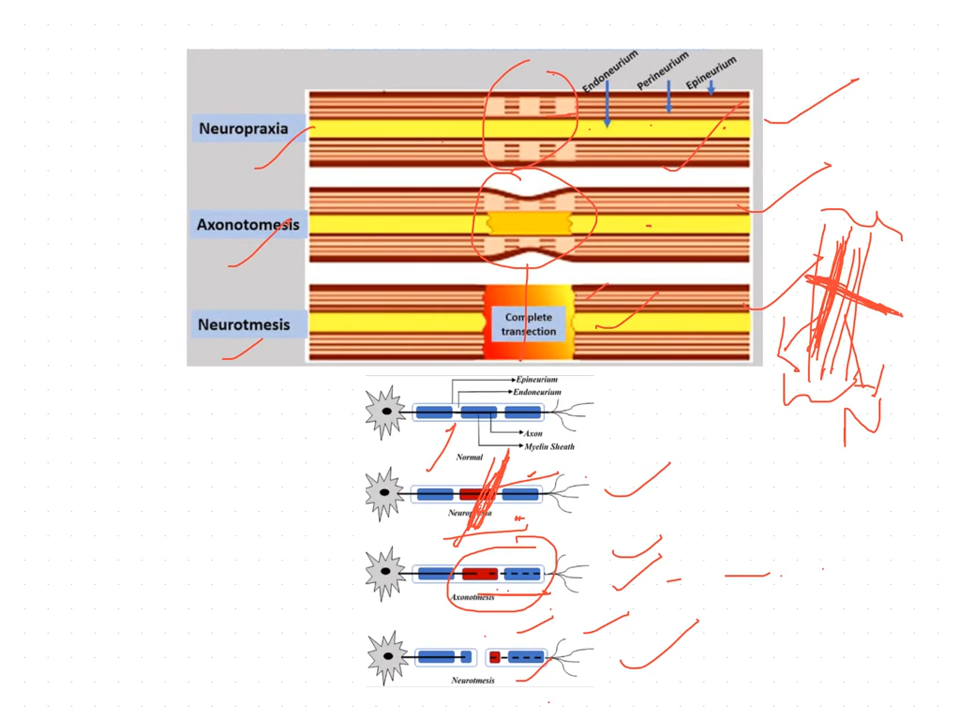 Endoneurium
Perineurium
Epineurium
Neuropraxia
Axonotomesis
Neurotmesis
Complete
transection
Epineurium
Endoneurium
Axon
Myelin Sheath
Normal
Axonotmesis
Neurotmesis
N